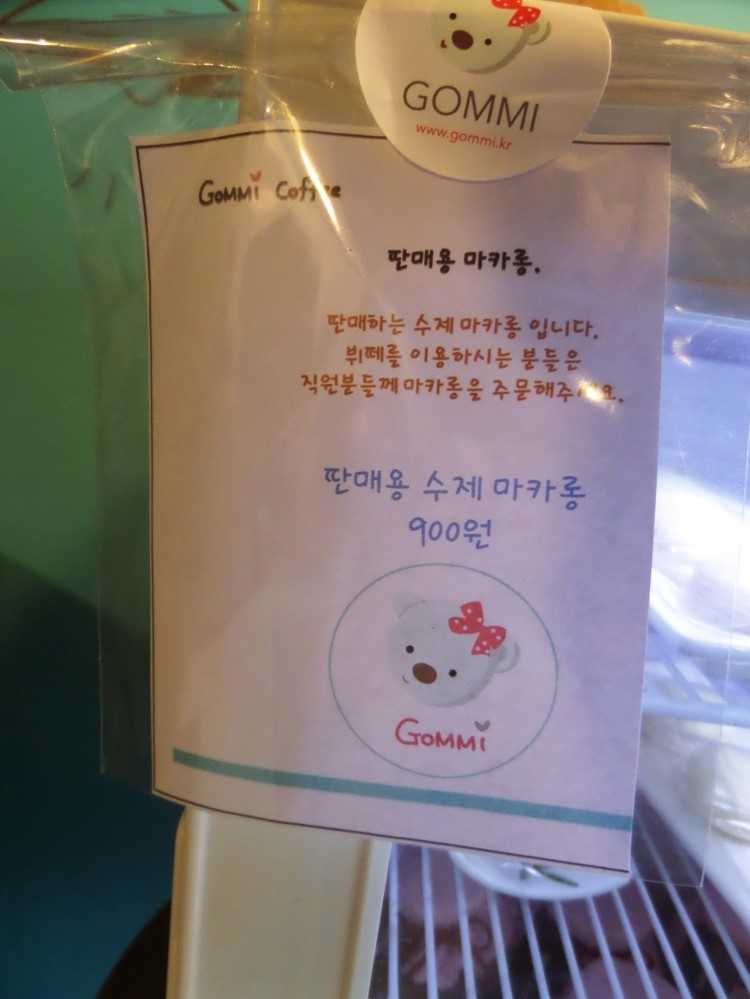 GOMMI
www.gommi.kr
GOMMI Coffee
판매용 마카롱.
판매하는 수제 마카롱 입니다.
뷔페를 이용하시는 분들은
직원분들께 마카롱을 주문해주세요.
판매용 수제 마카롱
900원
GOMMI